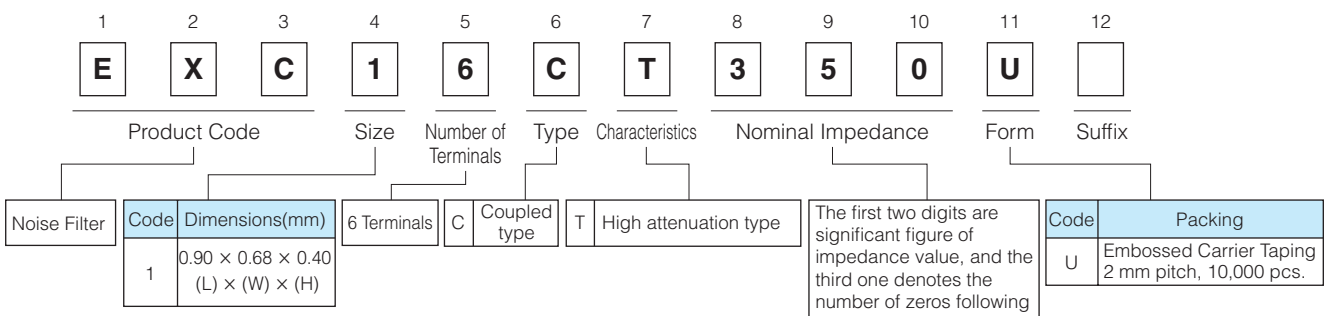 1 2 3 4 5 6 7 8 9 10 11 12
E X C 1 6 C T 3 5 0 U
Product Code Size Number of Terminals Type Characteristics Nominal Impedance Form Suffix
Noise Filter
Code Dimensions(mm)
1 0.90 × 0.68 × 0.40
(L) × (W) × (H)
6 Terminals
C Coupled
type
T High attenuation type
The first two digits are
significant figure of
impedance value, and the
third one denotes the
number of zeros following
Code Packing
U Embossed Carrier Taping
2 mm pitch, 10,000 pcs.